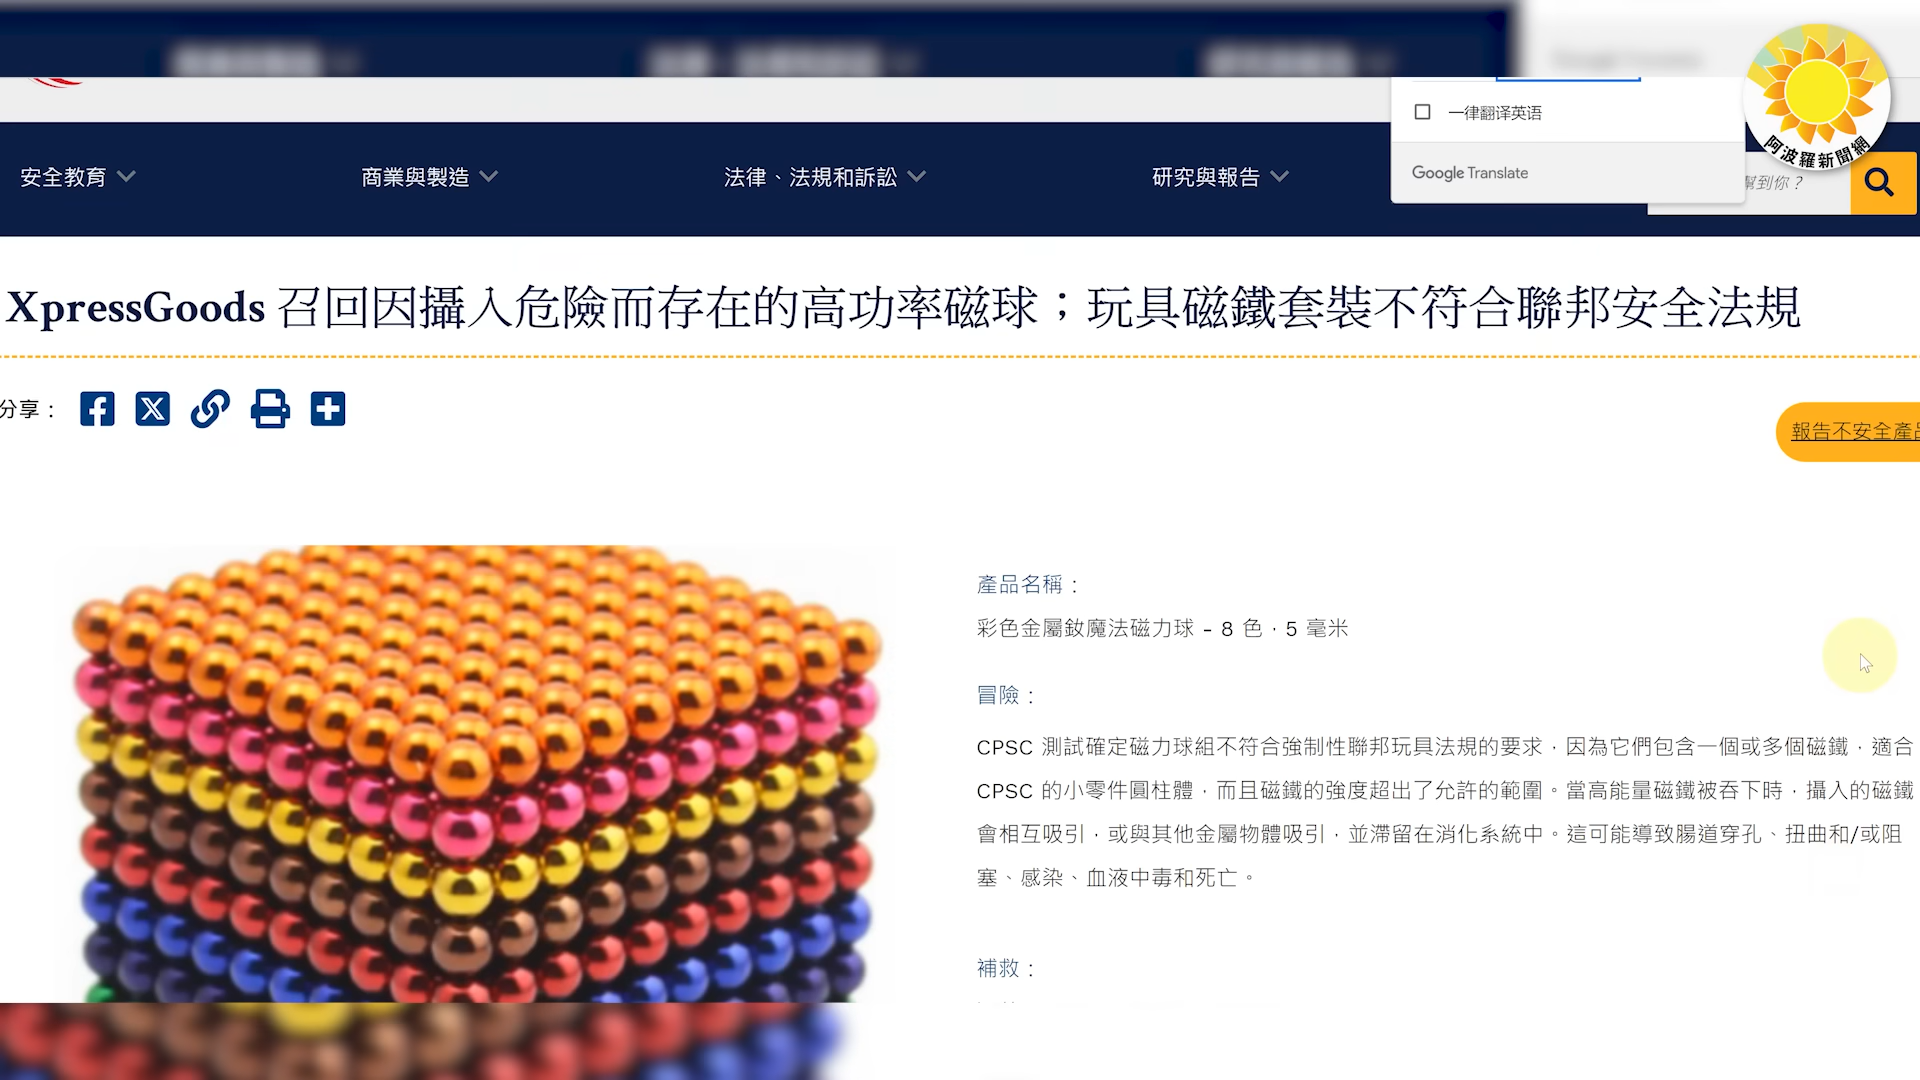 一律翻译英语
Google Translate
阿波羅新聞網
安全教育
商業與製造
法律、法規和訴訟
研究與報告
幫到你？
XpressGoods 召回因攝入危險而存在的高功率磁球；玩具磁鐵套裝不符合聯邦安全法規
分享：
報告不安全產品
產品名稱：
彩色金屬釹魔法磁力球 - 8 色，5 毫米
冒險：
CPSC 測試確定磁力球組不符合強制性聯邦玩具法規的要求，因為它們包含一個或多個磁鐵，適合
CPSC 的小零件圓柱體，而且磁鐵的強度超出了允許的範圍。當高能量磁鐵被吞下時，攝入的磁鐵
會相互吸引，或與其他金屬物體吸引，並滯留在消化系統中。這可能導致腸道穿孔、扭曲和/或阻
塞、感染、血液中毒和死亡。
補救：